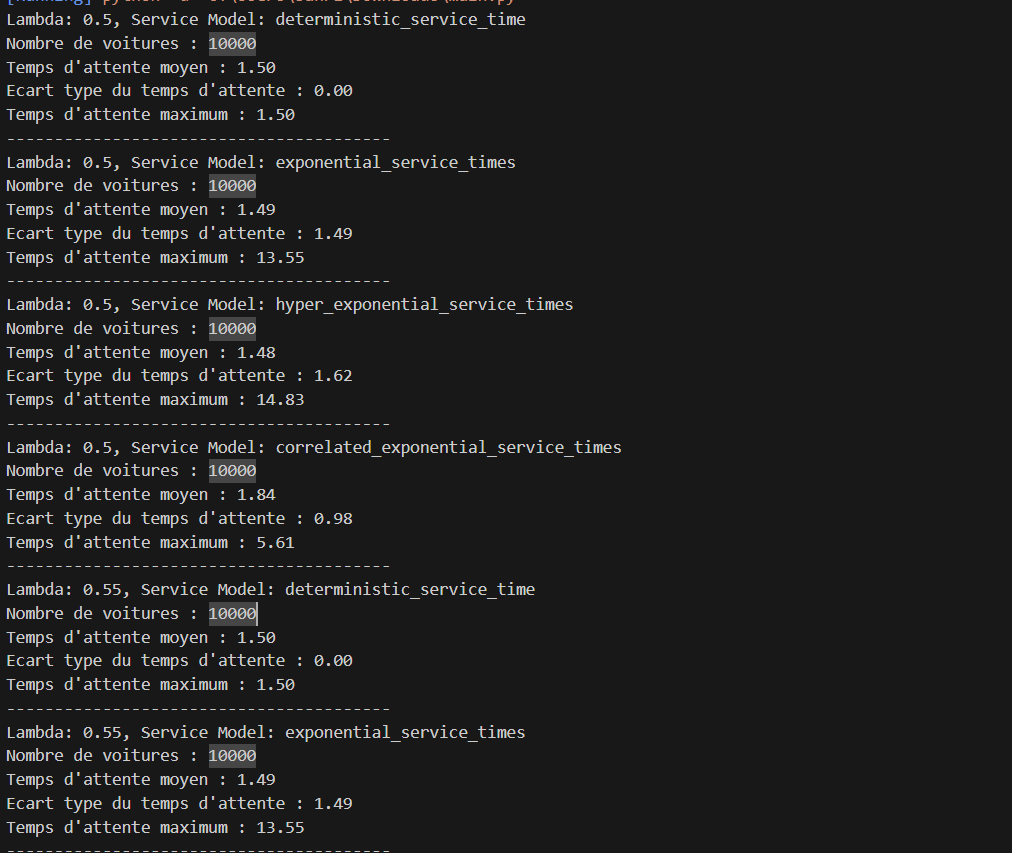 Lambda: 0.5, Service Model: deterministic_service_time
Nombre de voitures : 10000
Temps d'attente moyen : 1.50
Ecart type du temps d'attente : 0.00
Temps d'attente maximum : 1.50
----------------------------------------
Lambda: 0.5, Service Model: exponential_service_times
Nombre de voitures : 10000
Temps d'attente moyen : 1.49
Ecart type du temps d'attente : 1.49
Temps d'attente maximum : 13.55
----------------------------------------
Lambda: 0.5, Service Model: hyper_exponential_service_times
Nombre de voitures : 10000
Temps d'attente moyen : 1.48
Ecart type du temps d'attente : 1.62
Temps d'attente maximum : 14.83
----------------------------------------
Lambda: 0.5, Service Model: correlated_exponential_service_times
Nombre de voitures : 10000
Temps d'attente moyen : 1.84
Ecart type du temps d'attente : 0.98
Temps d'attente maximum : 5.61
----------------------------------------
Lambda: 0.55, Service Model: deterministic_service_time
Nombre de voitures : 10000
Temps d'attente moyen : 1.50
Ecart type du temps d'attente : 0.00
Temps d'attente maximum : 1.50
----------------------------------------
Lambda: 0.55, Service Model: exponential_service_times
Nombre de voitures : 10000
Temps d'attente moyen : 1.49
Ecart type du temps d'attente : 1.49
Temps d'attente maximum : 13.55
----------------------------------------